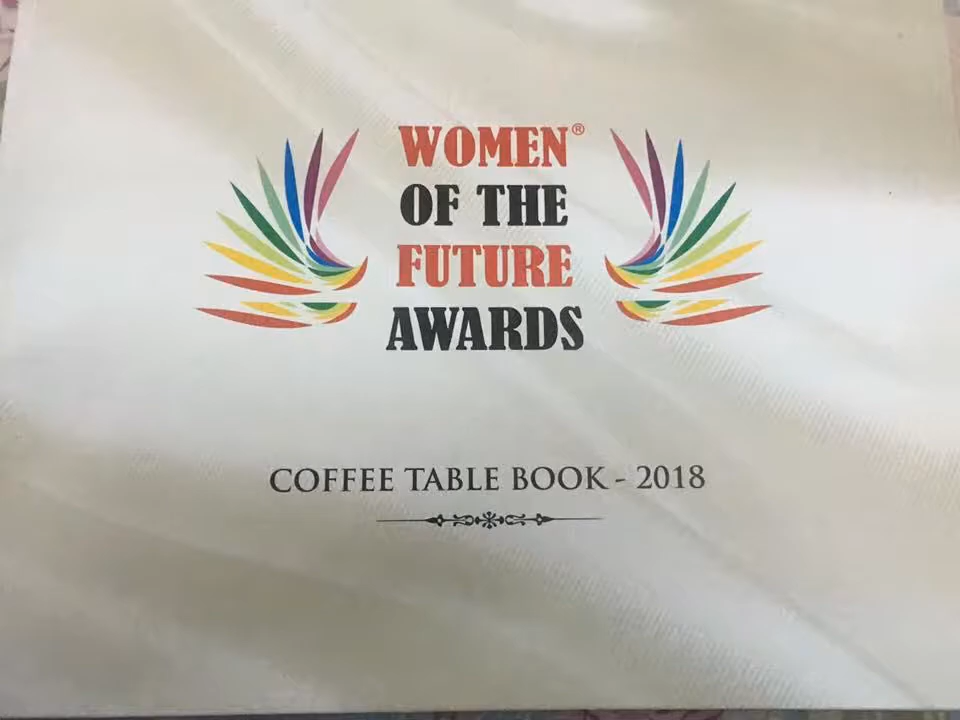 WOMEN®
OF THE
FUTURE
AWARDS
COFFEE TABLE BOOK - 2018